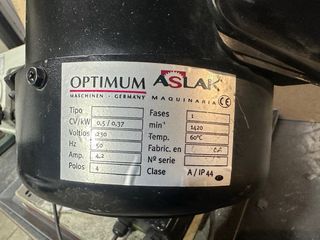 OPTIMUM ASLAK
MASCHINEN - GERMANY MAQUINARIA CE
Tipo
CV/kW 0,5 / 0,37
Voltios 230
Hz 50
Amp. 4,2
Polos 4
Fases 1
min⁻¹ 1420
Temp. 60ºC
Fabric. en
Nº serie
Clase A / IP 44